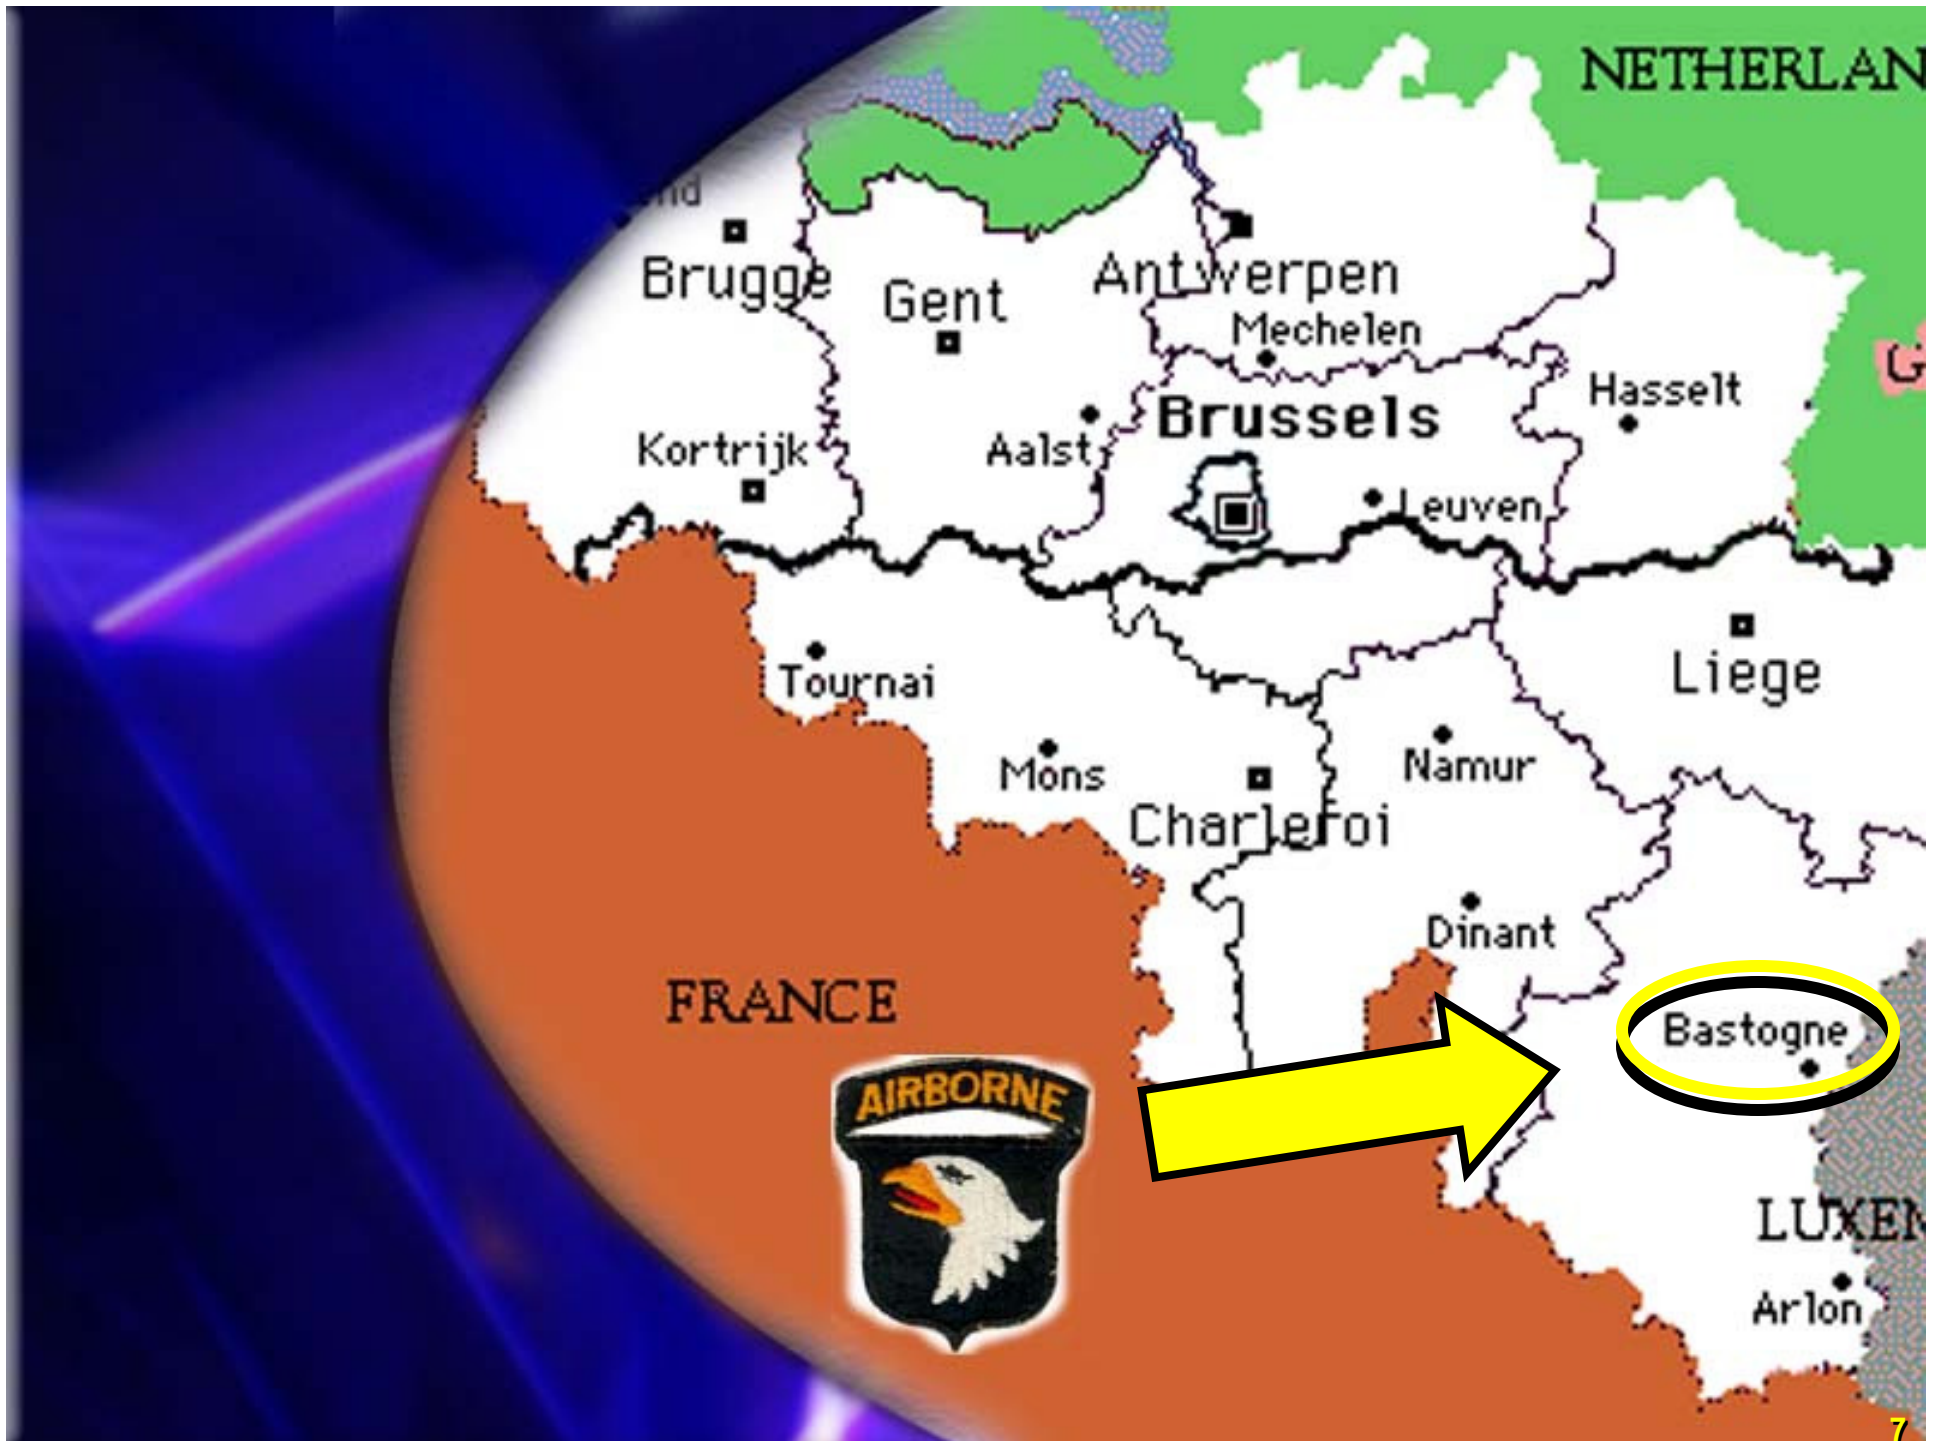 NETHERLAN
nd
Brugge
Gent
Antwerpen
Mechelen
G
Hasselt
Brussels
Kortrijk
Aalst
Leuven
Tournai
Liege
Mons
Namur
Charleroi
Dinant
FRANCE
Bastogne
AIRBORNE
LUXEM
Arlon
7